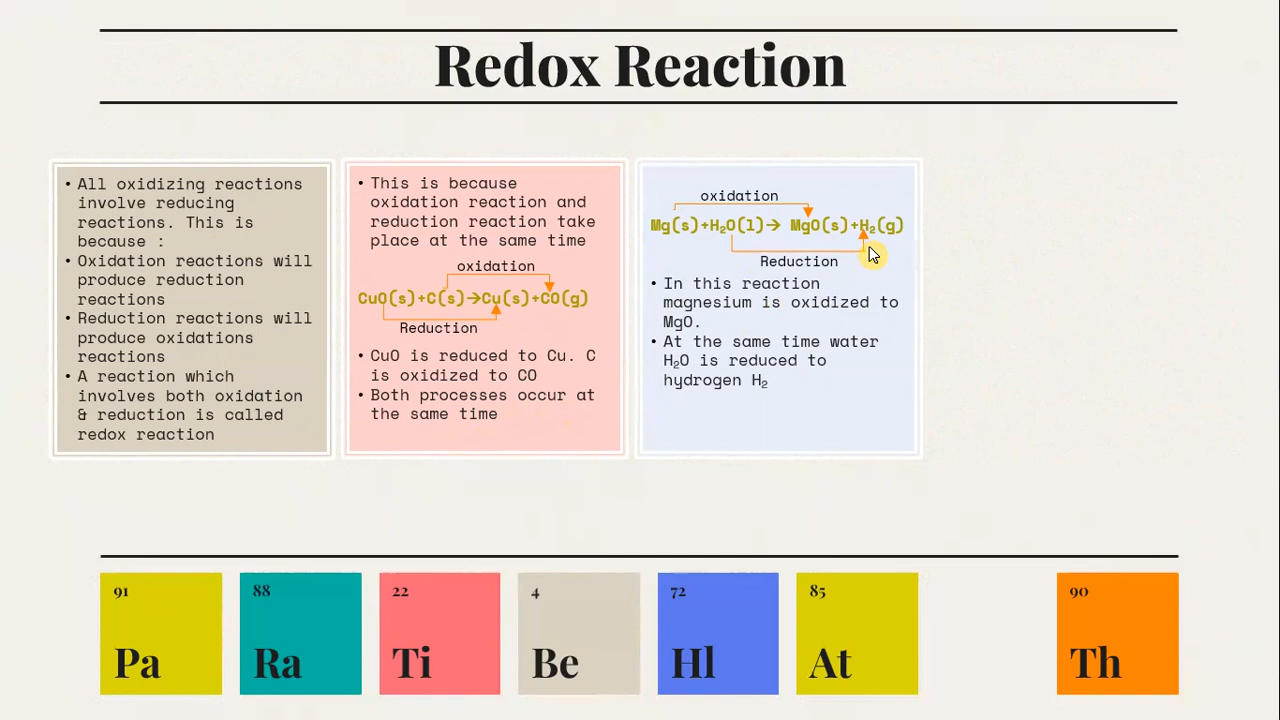 Redox Reaction
• All oxidizing reactions
involve reducing
reactions. This is
because :
• Oxidation reactions will
produce reduction
reactions
• Reduction reactions will
produce oxidations
reactions
• A reaction which
involves both oxidation
& reduction is called
redox reaction
• This is because
oxidation reaction and
reduction reaction take
place at the same time
oxidation
CuO(s)+C(s)→Cu(s)+CO(g)
Reduction
• CuO is reduced to Cu. C
is oxidized to CO
• Both processes occur at
the same time
oxidation
Mg(s)+H₂O(l)→ MgO(s)+H₂(g)
Reduction
• In this reaction
magnesium is oxidized to
MgO.
• At the same time water
H₂O is reduced to
hydrogen H₂
91
Pa
88
Ra
22
Ti
4
Be
72
Hl
85
At
90
Th